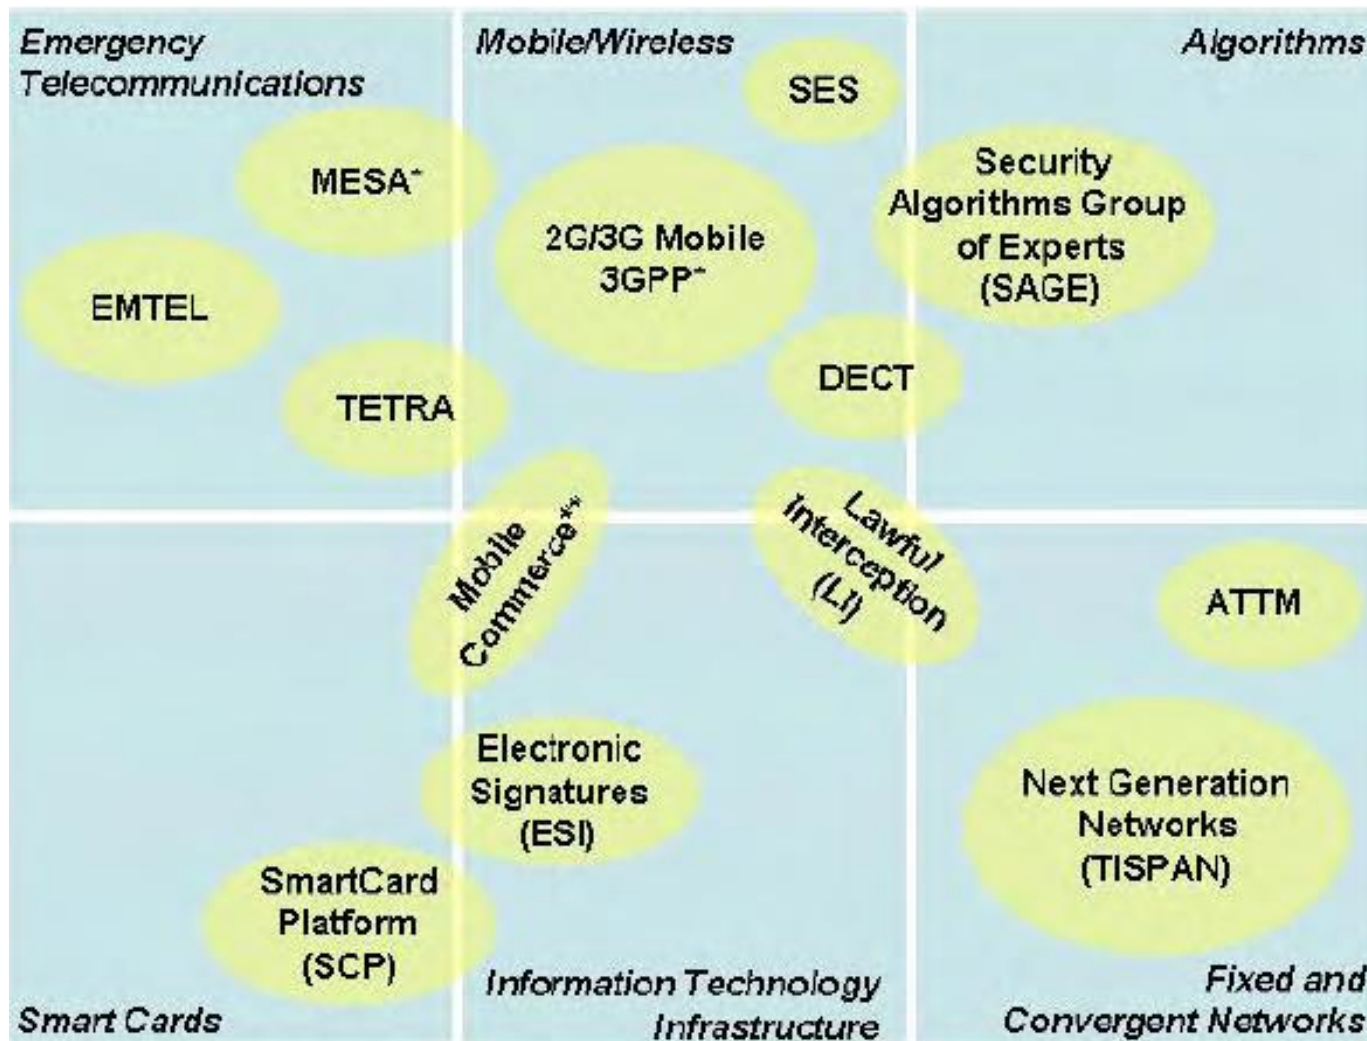 Emergency
Telecommunications
Mobile/Wireless
Algorithms
SES
MESA*
Security
Algorithms Group
of Experts
(SAGE)
2G/3G Mobile
3GPP*
EMTEL
DECT
TETRA
Mobile
Commerce**
Lawful
Interception
(LI)
ATTM
Electronic
Signatures
(ESI)
Next Generation
Networks
(TISPAN)
SmartCard
Platform
(SCP)
Smart Cards
Information Technology
Infrastructure
Fixed and
Convergent Networks